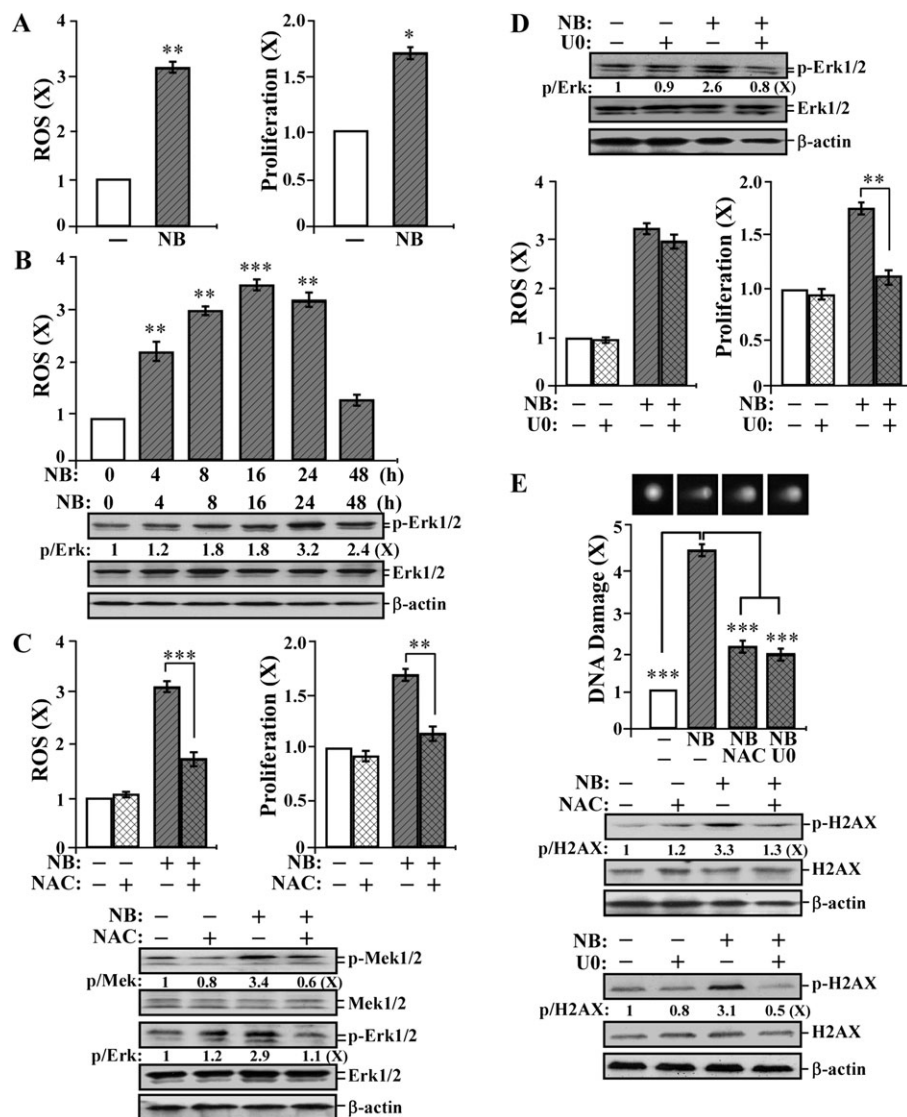 A
ROS (X)
4
3
2
1
0
**
– NB
Proliferation (X)
2.0
1.5
1.0
0.5
0
*
– NB
B
ROS (X)
4
3
2
1
0
** ** *** **
NB: 0 4 8 16 24 48 (h)
NB: 0 4 8 16 24 48 (h)
p-Erk1/2
p/Erk: 1 1.2 1.8 1.8 3.2 2.4 (X)
Erk1/2
β-actin
C
ROS (X)
4
3
2
1
0
***
NB: – – + +
NAC: – + – +
Proliferation (X)
2.0
1.5
1.0
0.5
0
**
– – + +
– + – +
NB: – – + +
NAC: – + – +
p-Mek1/2
p/Mek: 1 0.8 3.4 0.6 (X)
Mek1/2
p-Erk1/2
p/Erk: 1 1.2 2.9 1.1 (X)
Erk1/2
β-actin
D
NB: – – + +
U0: – + – +
p-Erk1/2
p/Erk: 1 0.9 2.6 0.8 (X)
Erk1/2
β-actin
ROS (X)
4
3
2
1
0
NB: – – + +
U0: – + – +
Proliferation (X)
2.0
1.5
1.0
0.5
0
**
NB: – – + +
U0: – + – +
E
DNA Damage (X)
5
4
3
2
1
0
*** *** ***
– NB NB NB
– – NAC U0
NB: – – + +
NAC: – + – +
p-H2AX
p/H2AX: 1 1.2 3.3 1.3 (X)
H2AX
β-actin
NB: – – + +
U0: – + – +
p-H2AX
p/H2AX: 1 0.8 3.1 0.5 (X)
H2AX
β-actin